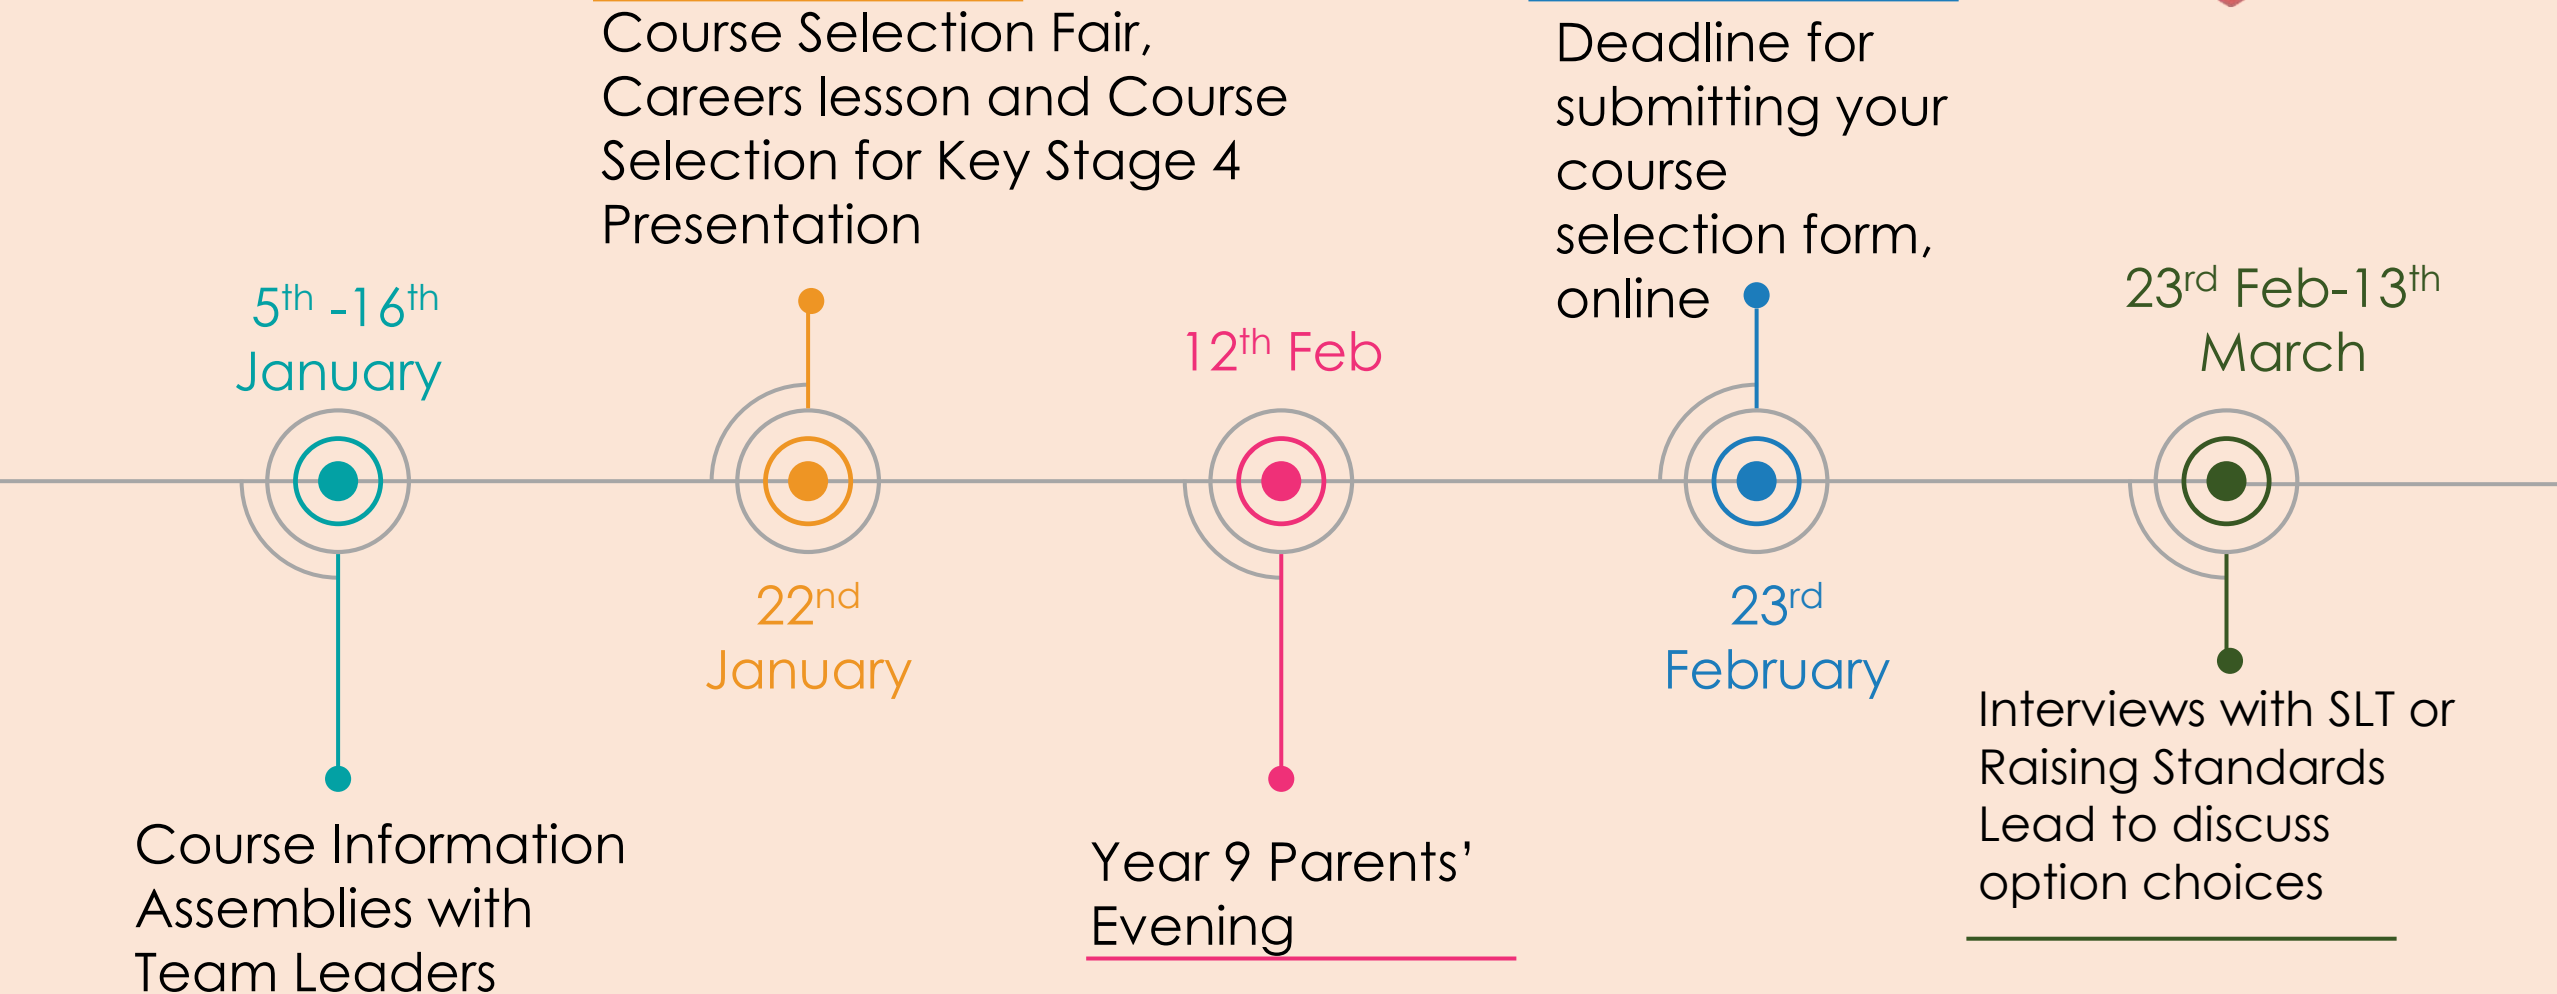 Course Selection Fair,
Careers lesson and Course
Selection for Key Stage 4
Presentation
Deadline for
submitting your
course
selection form,
online
5th -16th
January
12th Feb
23rd Feb-13th
March
22nd
January
23rd
February
Course Information
Assemblies with
Team Leaders
Year 9 Parents’
Evening
Interviews with SLT or
Raising Standards
Lead to discuss
option choices